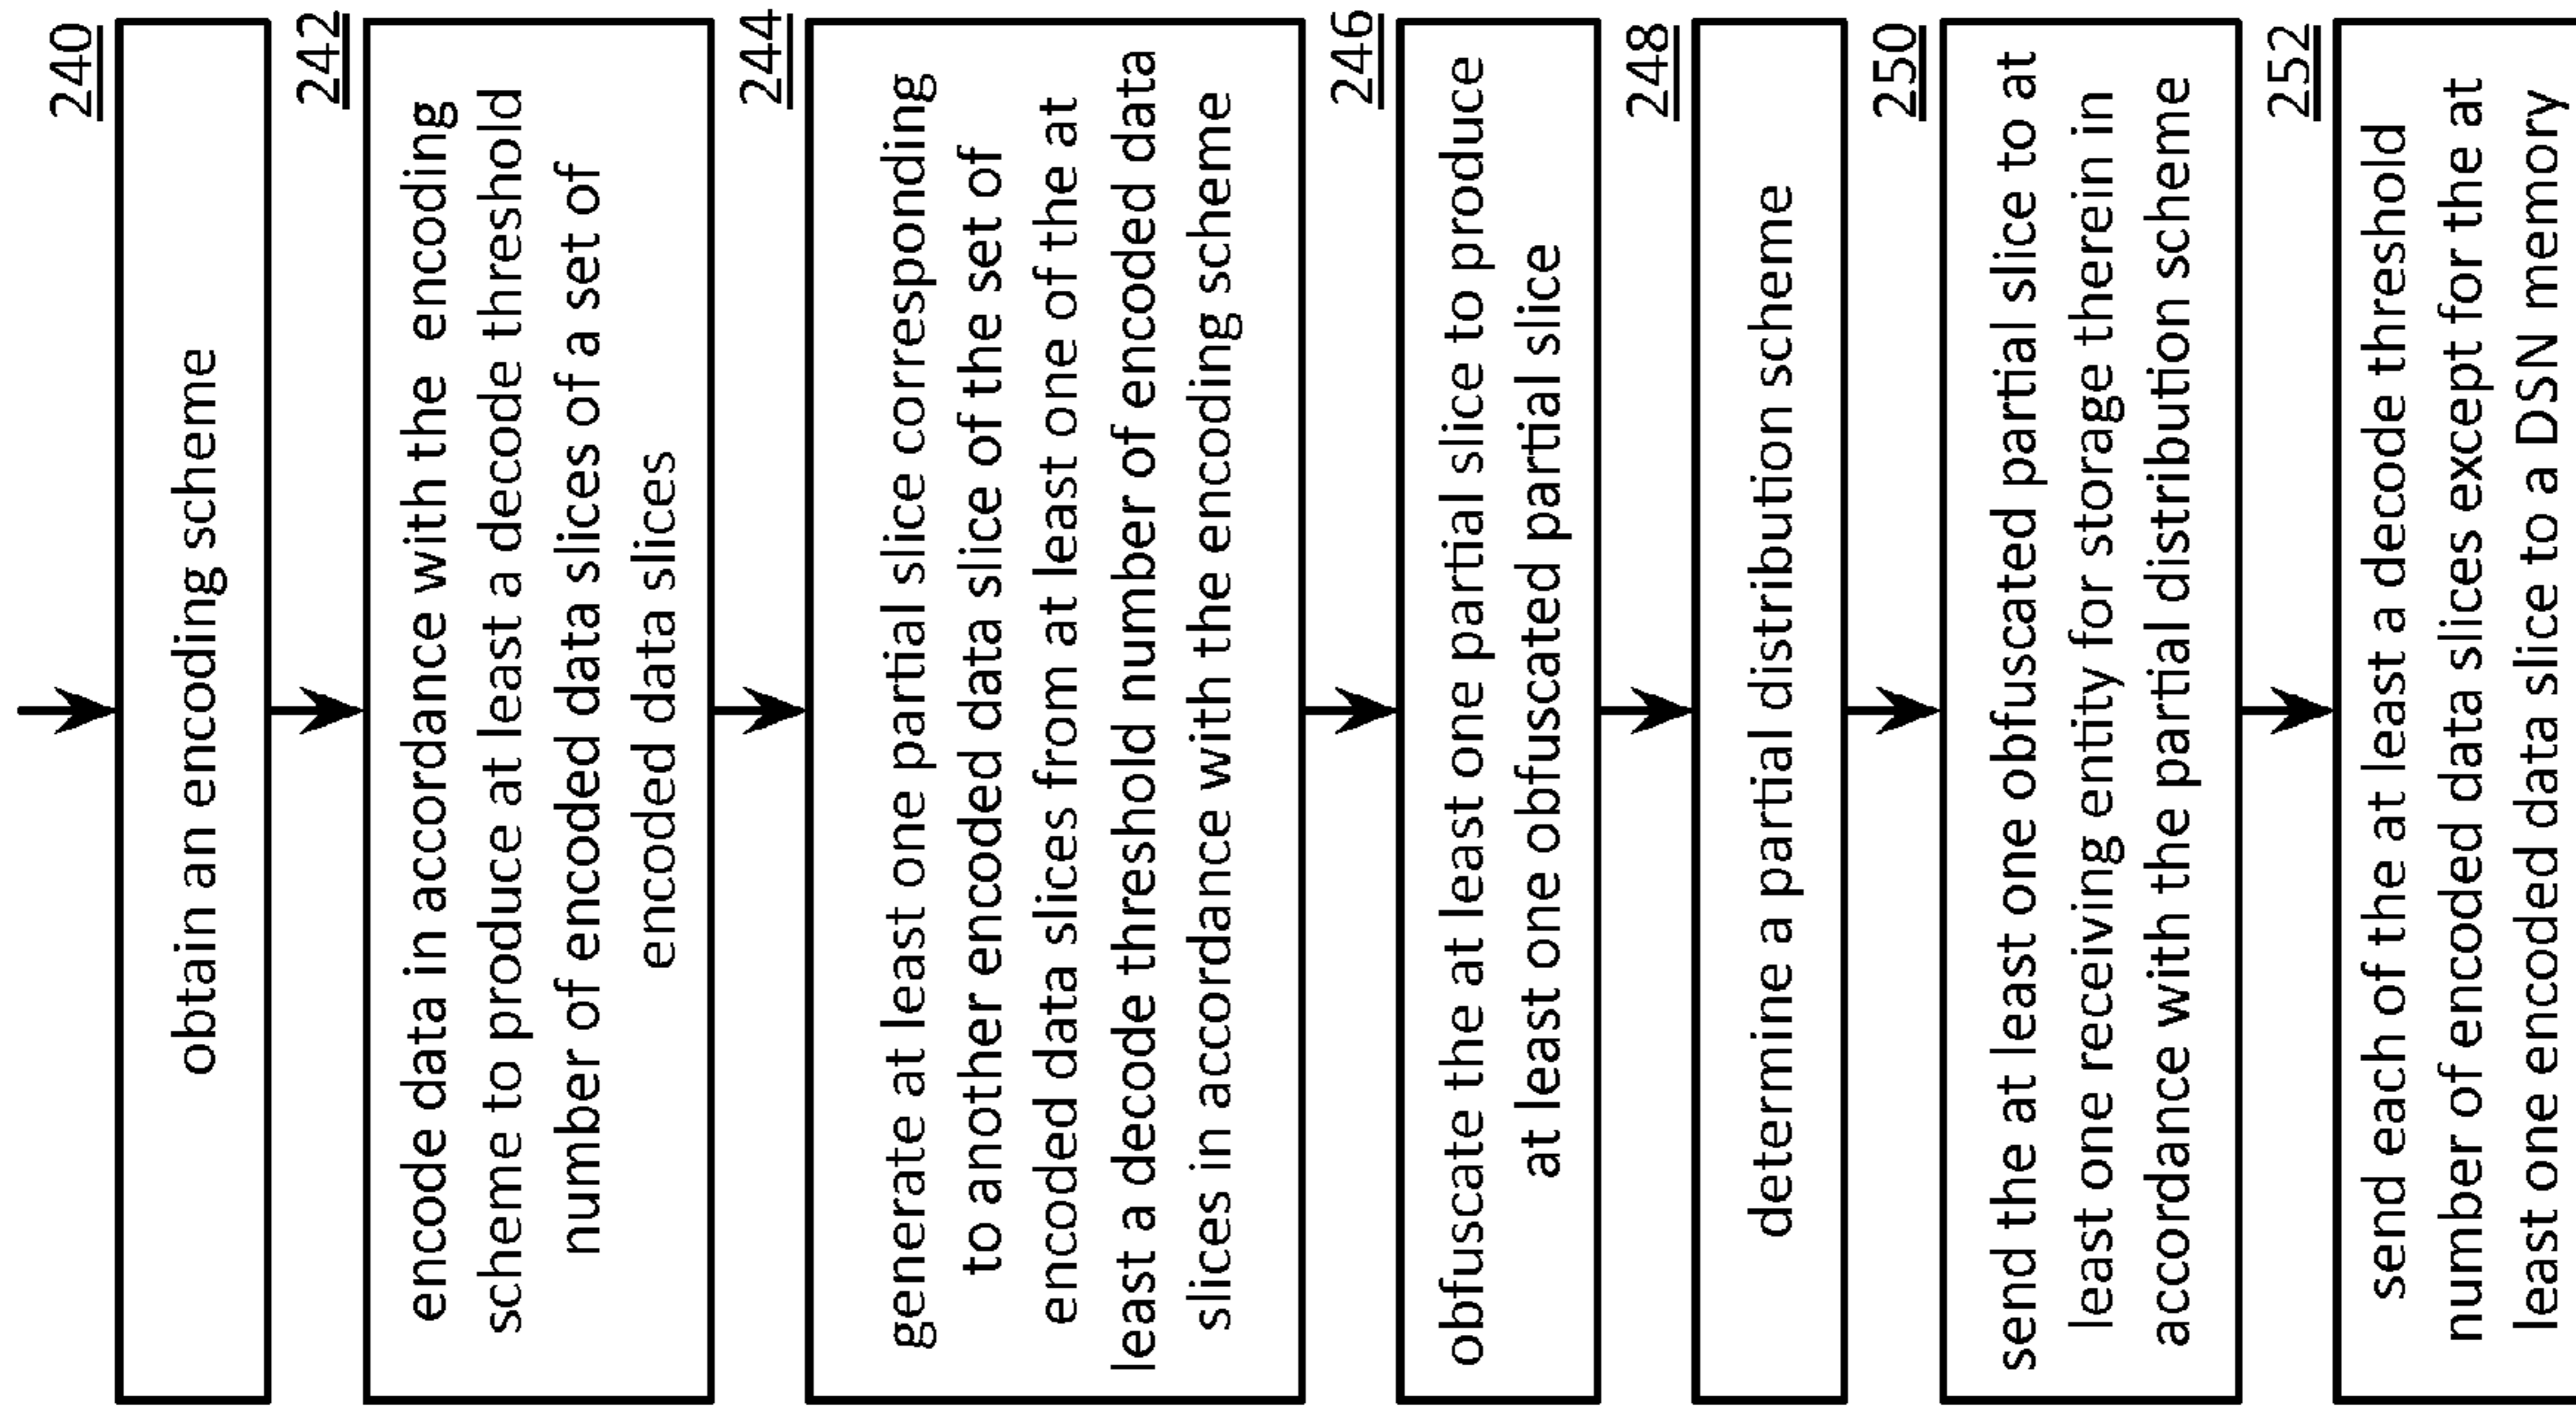 240
obtain an encoding scheme
242
encode data in accordance with the encoding
scheme to produce at least a decode threshold
number of encoded data slices of a set of
encoded data slices
244
generate at least one partial slice corresponding
to another encoded data slice of the set of
encoded data slices from at least one of the at
least a decode threshold number of encoded data
slices in accordance with the encoding scheme
246
obfuscate the at least one partial slice to produce
at least one obfuscated partial slice
248
determine a partial distribution scheme
250
send the at least one obfuscated partial slice to at
least one receiving entity for storage therein in
accordance with the partial distribution scheme
252
send each of the at least a decode threshold
number of encoded data slices except for the at
least one encoded data slice to a DSN memory